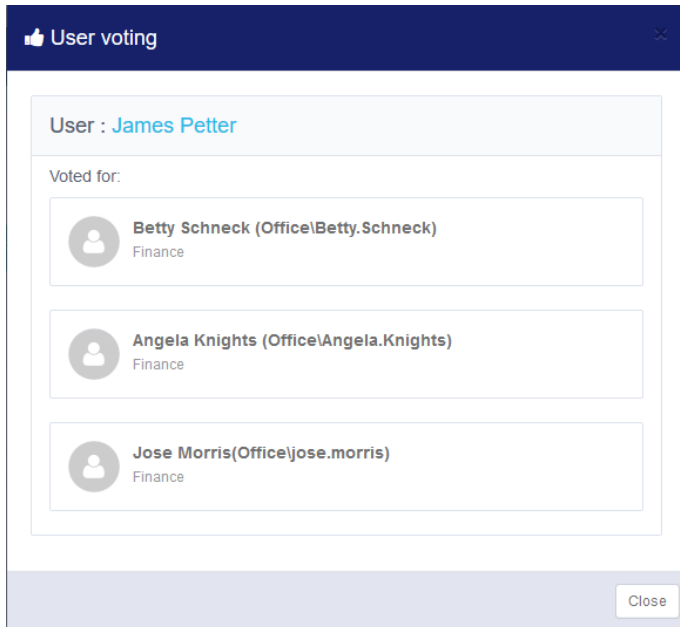 User voting
×
User : James Petter
Voted for:
Betty Schneck (Office\Betty.Schneck)
Finance
Angela Knights (Office\Angela.Knights)
Finance
Jose Morris(Office\jose.morris)
Finance
Close